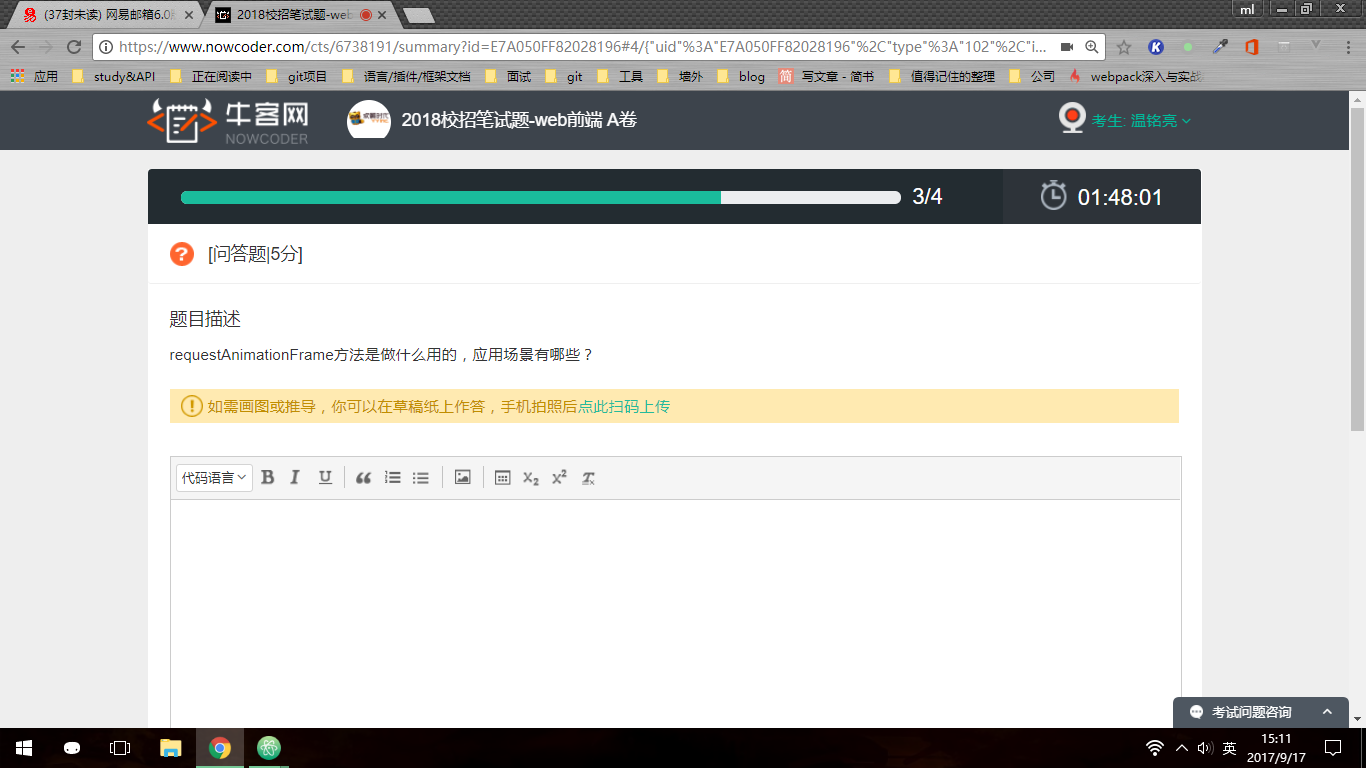 (37封未读) 网易邮箱6.0
2018校招笔试题-web
ml
https://www.nowcoder.com/cts/6738191/summary?id=E7A050FF82028196#4/{"uid"%3A"E7A050FF82028196"%2C"type"%3A"102"%2C"i...
应用 study&API 正在阅读中 git项目 语言/插件/框架文档 面试 git 工具 墙外 blog 简 写文章 - 简书 值得记住的整理 公司 webpack深入与实战
牛客网
NOWCODER
2018校招笔试题-web前端 A卷
考生: 温铭亮
3/4
01:48:01
[问答题|5分]
题目描述
requestAnimationFrame方法是做什么用的，应用场景有哪些？
如需画图或推导，你可以在草稿纸上作答，手机拍照后点此扫码上传
代码语言 B I U
考试问题咨询
英
15:11
2017/9/17